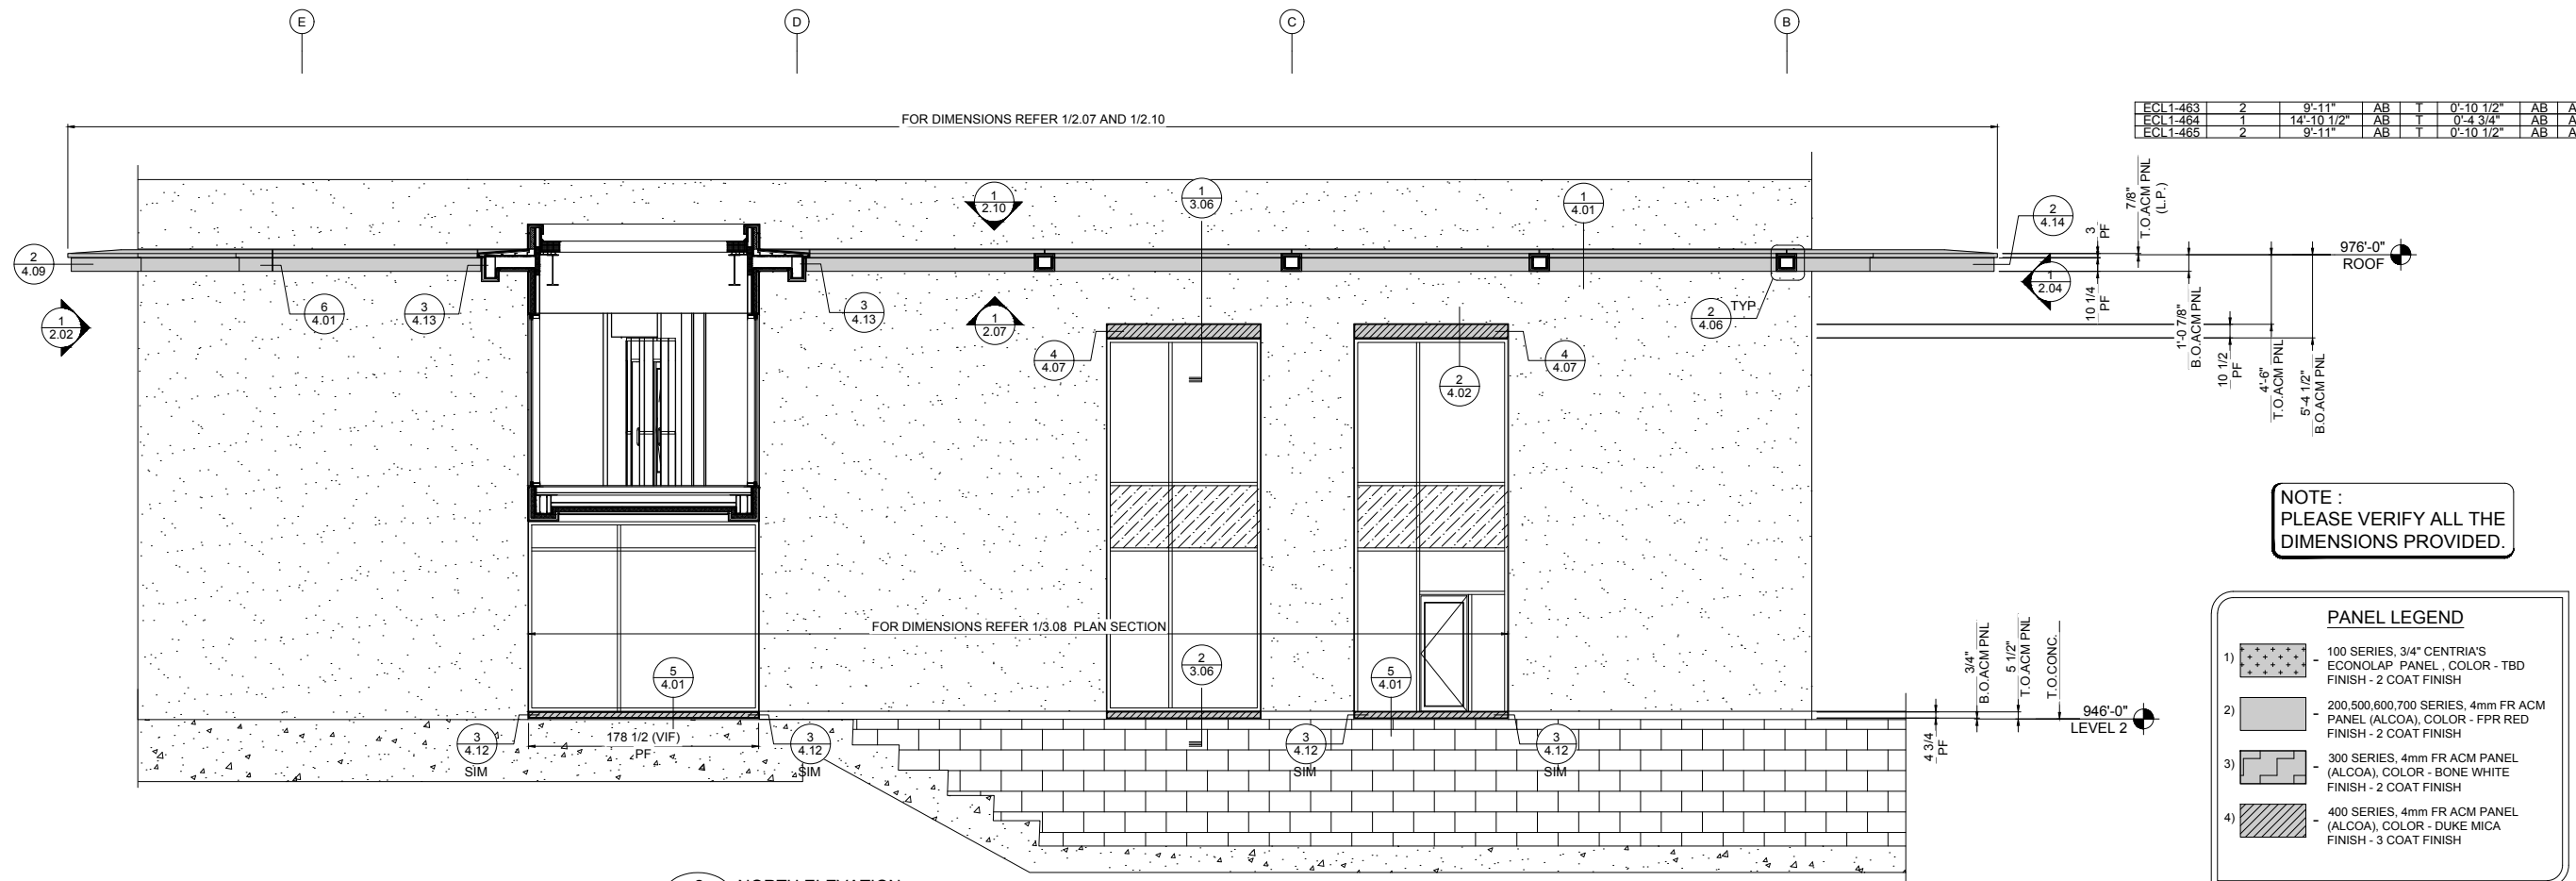 E
D
C
B
FOR DIMENSIONS REFER 1/2.07 AND 1/2.10
ECL1-463 2 9'-11" AB T 0'-10 1/2" AB
ECL1-464 1 14'-10 1/2" AB T 0'-4 3/4" AB
ECL1-465 2 9'-11" AB T 0'-10 1/2" AB
1
2.10
1
3.06
1
4.01
2
4.14
3
PF
7/8"
T.O.ACM PNL
(L.P.)
976'-0"
ROOF
2
4.09
1
2.02
6
4.01
3
4.13
3
4.13
1
2.07
2
4.06
TYP
1
2.04
10 1/4
PF
1'-0 7/8"
B.O.ACM PNL
10 1/2
PF
4'-6"
T.O.ACM PNL
5'-4 1/2"
B.O.ACM PNL
4
4.07
4
4.07
2
4.02
NOTE :
PLEASE VERIFY ALL THE
DIMENSIONS PROVIDED.
FOR DIMENSIONS REFER 1/3.08 PLAN SECTION
5
4.01
2
3.06
5
4.01
3/4"
B.O.ACM PNL
5 1/2"
T.O.ACM PNL
T.O.CONC.
946'-0"
LEVEL 2
4 3/4
PF
3
4.12
SIM
178 1/2 (VIF)
PF
3
4.12
SIM
3
4.12
SIM
3
4.12
SIM
PANEL LEGEND
1) - 100 SERIES, 3/4" CENTRIA'S
ECONOLAP PANEL , COLOR - TBD
FINISH - 2 COAT FINISH
2) - 200,500,600,700 SERIES, 4mm FR ACM
PANEL (ALCOA), COLOR - FPR RED
FINISH - 2 COAT FINISH
3) - 300 SERIES, 4mm FR ACM PANEL
(ALCOA), COLOR - BONE WHITE
FINISH - 2 COAT FINISH
4) - 400 SERIES, 4mm FR ACM PANEL
(ALCOA), COLOR - DUKE MICA
FINISH - 3 COAT FINISH
NORTH ELEVATION